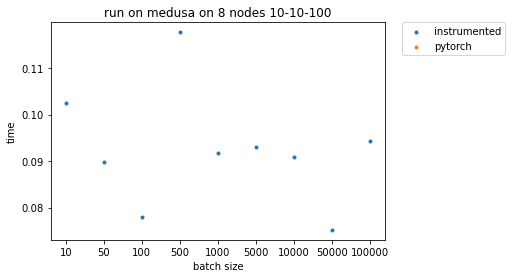 run on medusa on 8 nodes 10-10-100
instrumented
pytorch
0.11
0.10
0.09
0.08
time
10 50 100 500 1000 5000 10000 50000 100000
batch size